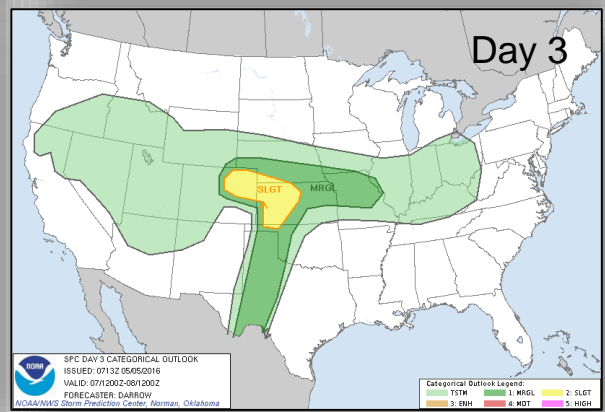 Day 3
SLGT
MRGL
NOAA
SPC DAY 3 CATEGORICAL OUTLOOK
ISSUED: 0713Z 05/05/2016
VALID: 07/1200Z-08/1200Z
FORECASTER: DARROW
NOAA/NWS Storm Prediction Center, Norman, Oklahoma
Categorical Outlook Legend:
TSTM 1: MRGL 2: SLGT
3: ENH 4: MDT 5: HIGH